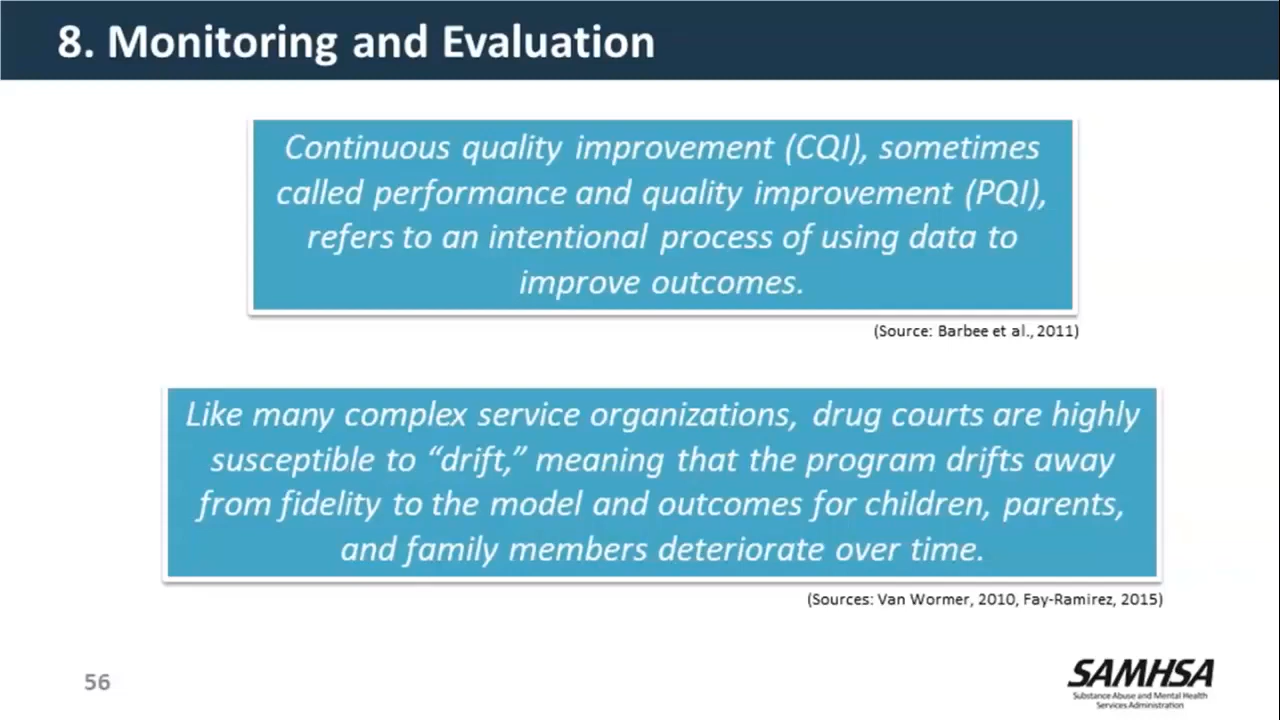 8. Monitoring and Evaluation
Continuous quality improvement (CQI), sometimes
called performance and quality improvement (PQI),
refers to an intentional process of using data to
improve outcomes.
(Source: Barbee et al., 2011)
Like many complex service organizations, drug courts are highly
susceptible to “drift,” meaning that the program drifts away
from fidelity to the model and outcomes for children, parents,
and family members deteriorate over time.
(Sources: Van Wormer, 2010, Fay-Ramirez, 2015)
56
SAMHSA
Substance Abuse and Mental Health
Services Administration